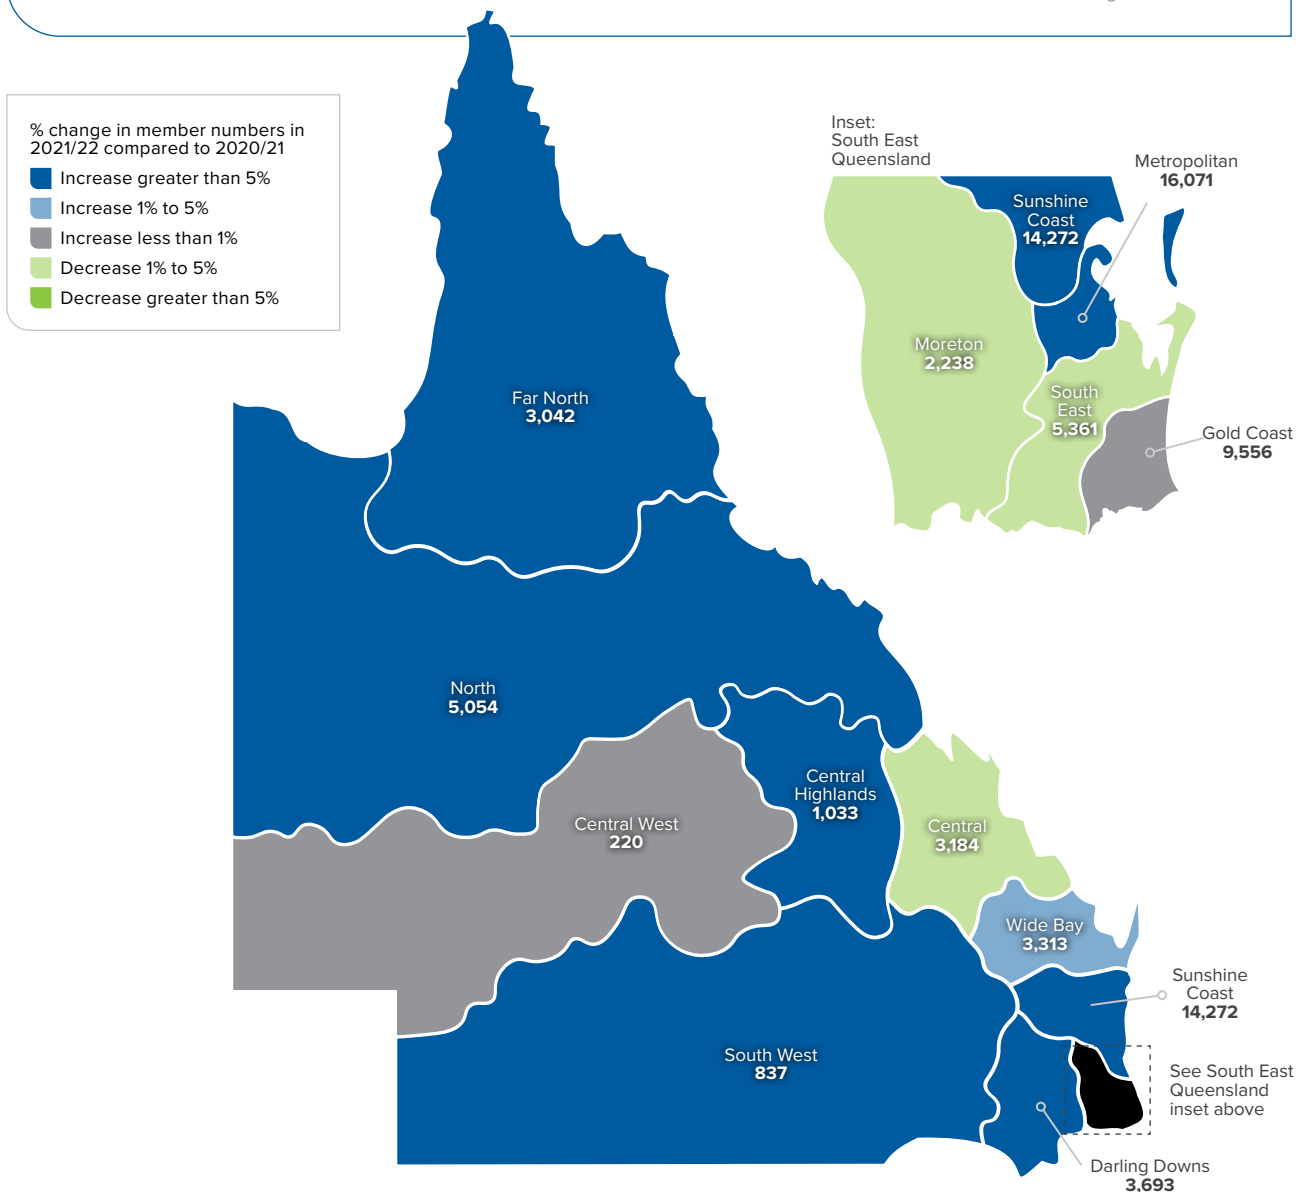 % change in member numbers in
2021/22 compared to 2020/21
Increase greater than 5%
Increase 1% to 5%
Increase less than 1%
Decrease 1% to 5%
Decrease greater than 5%
Inset:
South East
Queensland
Metropolitan
16,071
Sunshine
Coast
14,272
Moreton
2,238
South
East
5,361
Gold Coast
9,556
Far North
3,042
North
5,054
Central
Highlands
1,033
Central West
220
Central
3,184
Wide Bay
3,313
Sunshine
Coast
14,272
South West
837
See South East
Queensland
inset above
Darling Downs
3,693